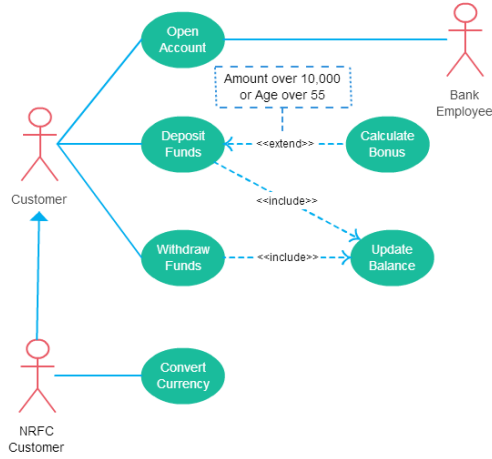 Open
Account
Bank
Employee
Amount over 10,000
or Age over 55
Deposit
Funds
<<extend>>
Calculate
Bonus
Customer
<<include>>
Withdraw
Funds
<<include>>
Update
Balance
Convert
Currency
NRFC
Customer